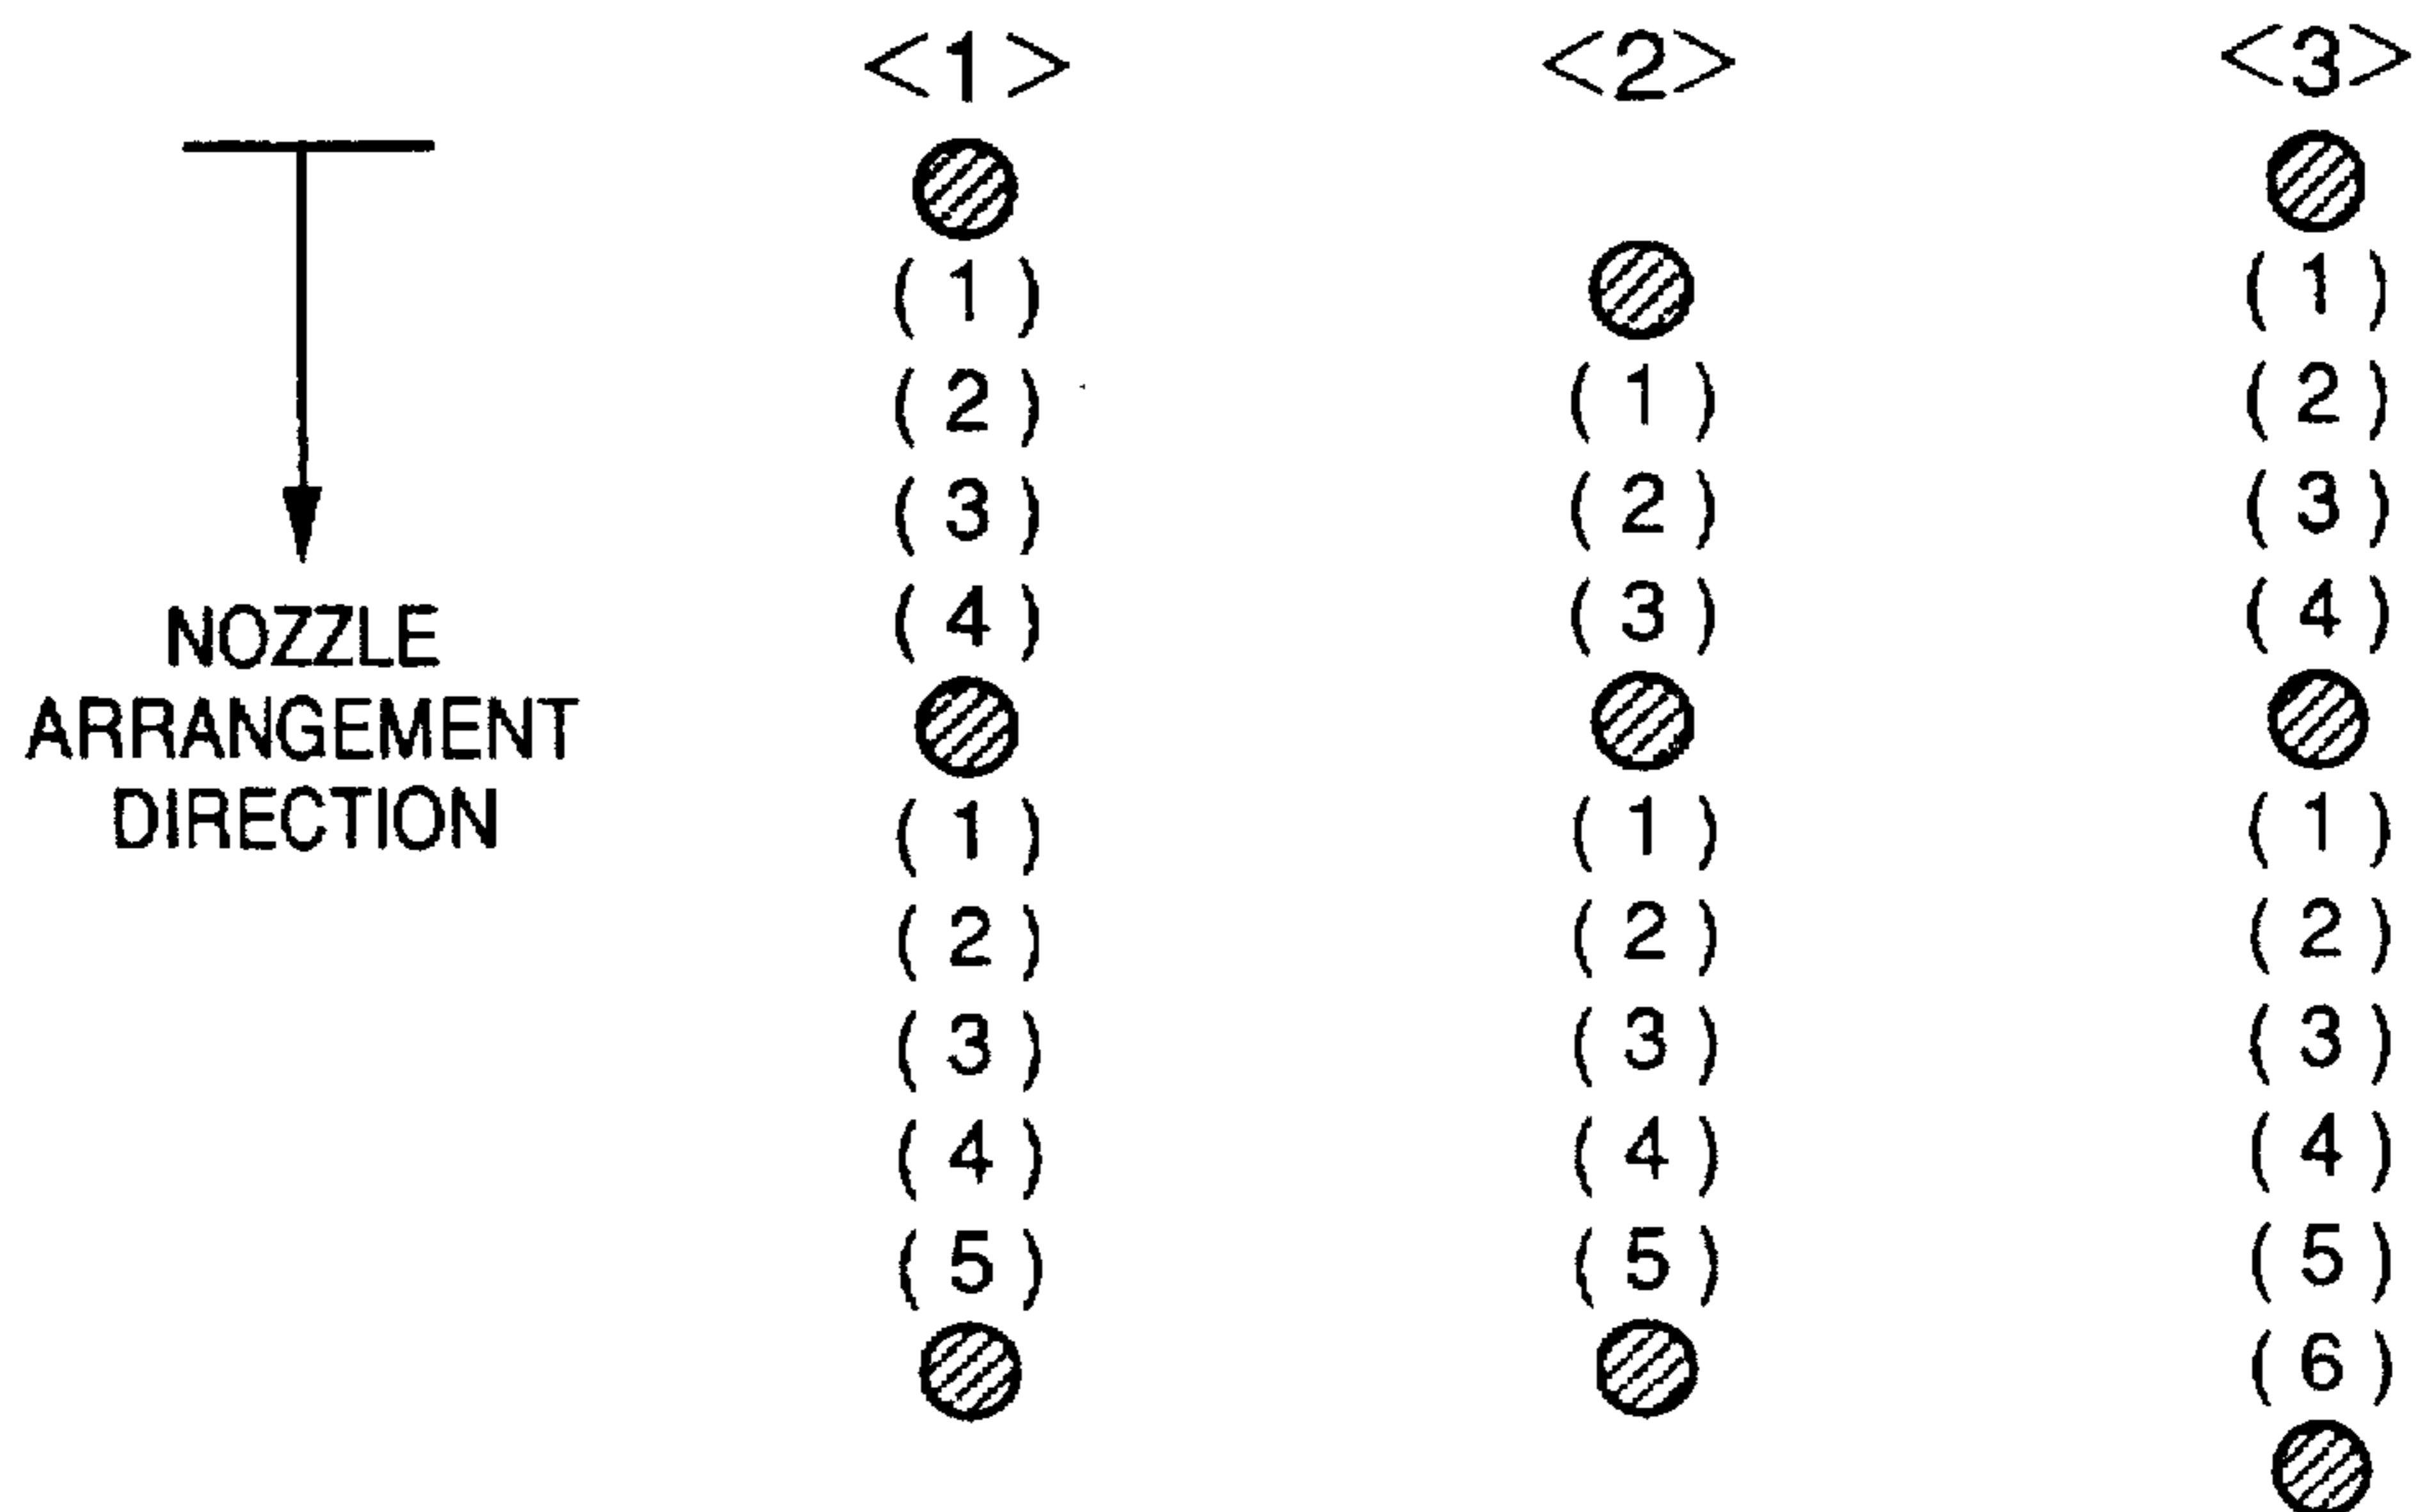 <1> <2> <3>
(1) (1)
(2) (1) (2)
(3) (2) (3)
(4) (3) (4)
NOZZLE
ARRANGEMENT
DIRECTION
(1) (1) (1)
(2) (2) (2)
(3) (3) (3)
(4) (4) (4)
(5) (5) (5)
(6)